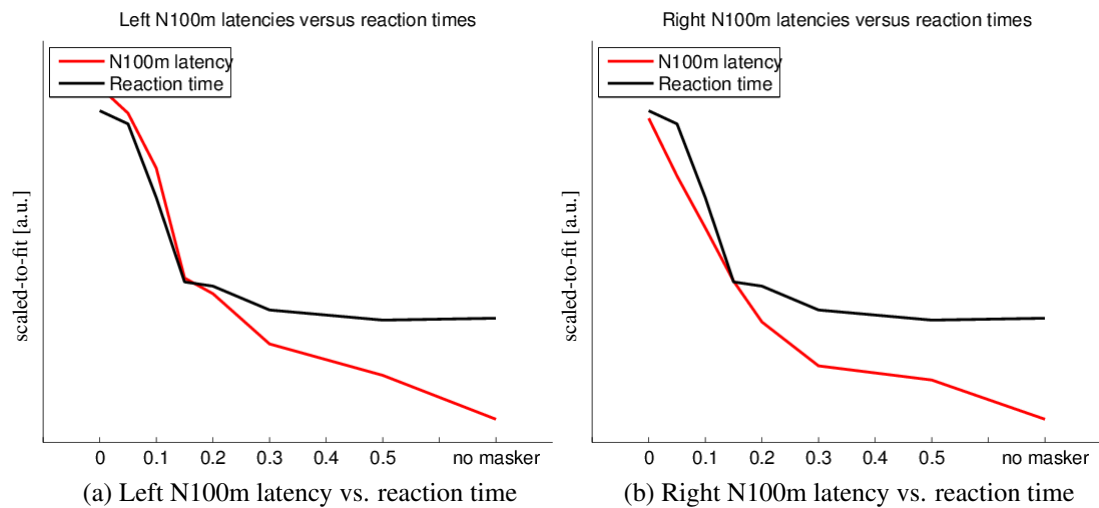 Left N100m latencies versus reaction times
N100m latency
Reaction time
scaled-to-fit [a.u.]
0 0.1 0.2 0.3 0.4 0.5 no masker
(a) Left N100m latency vs. reaction time
Right N100m latencies versus reaction times
N100m latency
Reaction time
scaled-to-fit [a.u.]
0 0.1 0.2 0.3 0.4 0.5 no masker
(b) Right N100m latency vs. reaction time